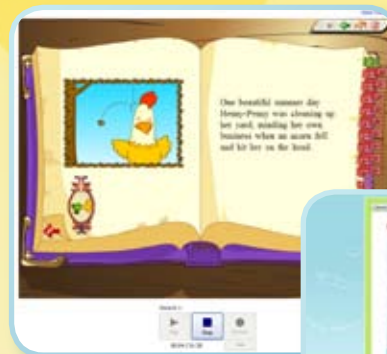 One beautiful summer day
Henny-Penny was cleaning up
her yard, minding her own
business when an acorn fell
and hit her on the head.
Stop